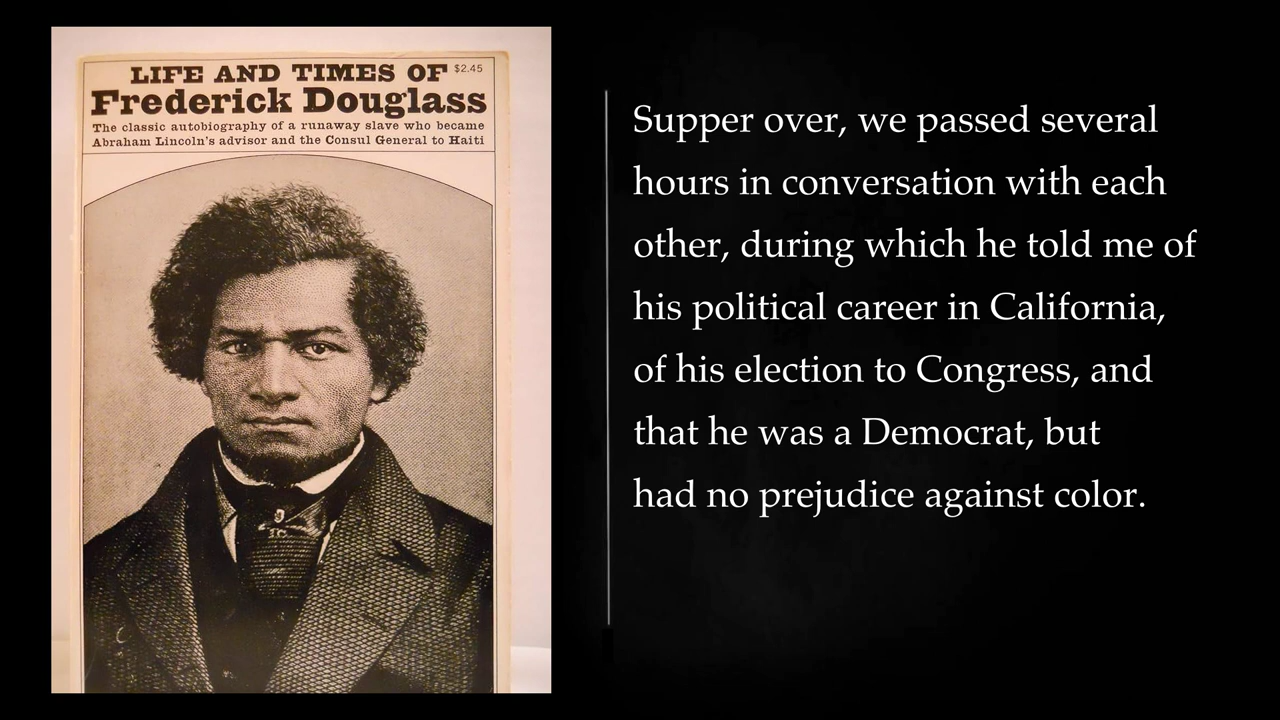 LIFE AND TIMES OF $2.45
Frederick Douglass
The classic autobiography of a runaway slave who became
Abraham Lincoln's advisor and the Consul General to Haiti
Supper over, we passed several
hours in conversation with each
other, during which he told me of
his political career in California,
of his election to Congress, and
that he was a Democrat, but
had no prejudice against color.